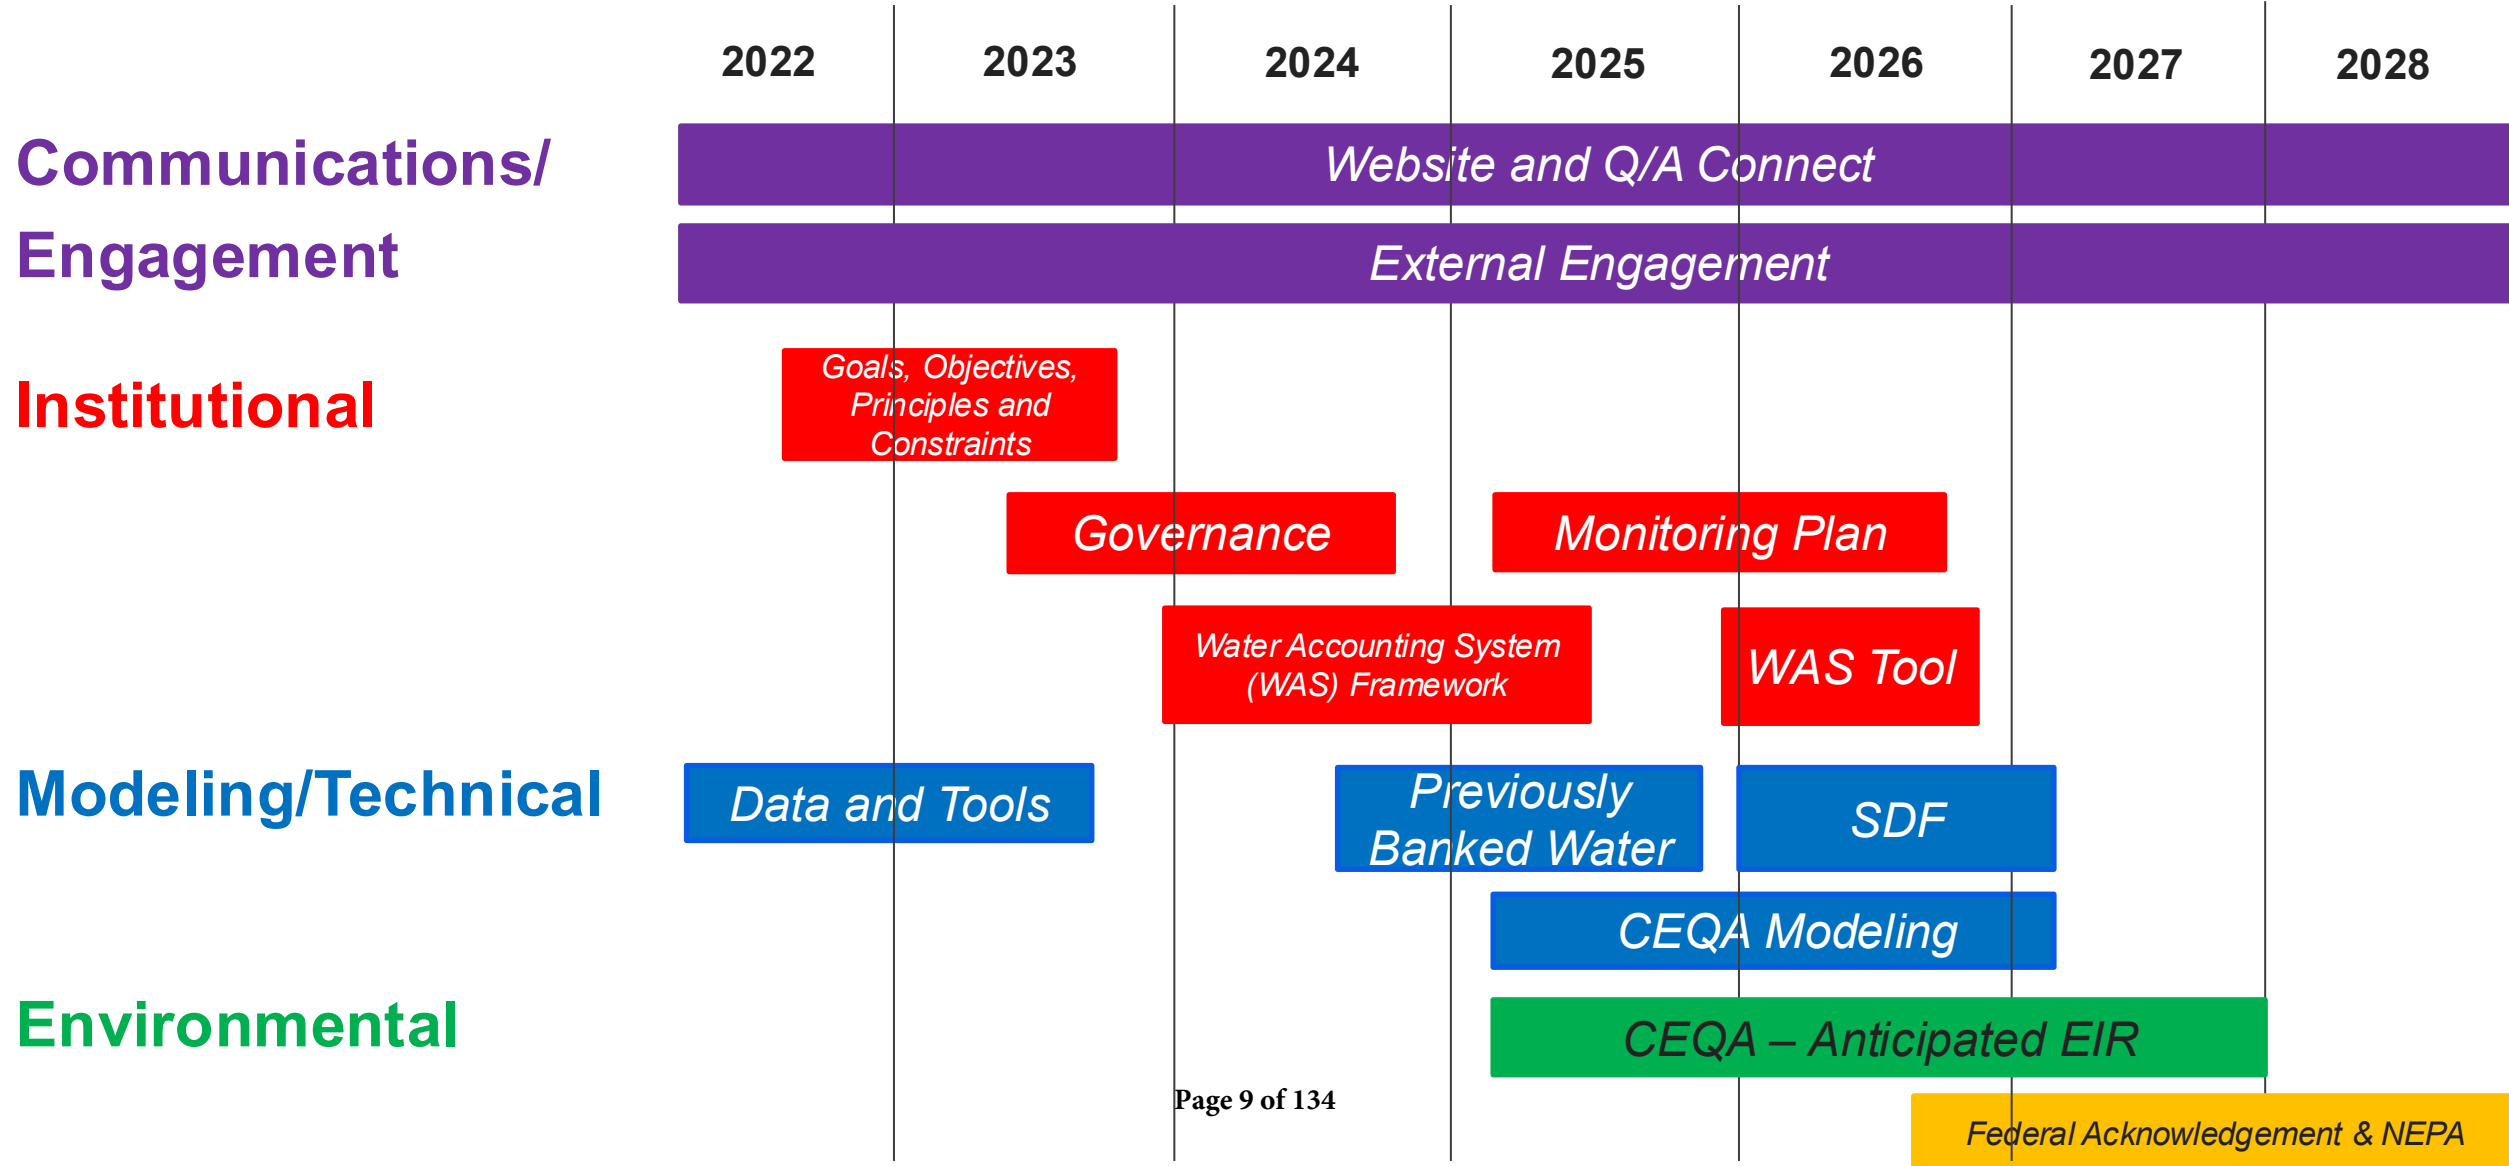 2022 2023 2024 2025 2026 2027 2028
Communications/
Website and Q/A Connect
Engagement
External Engagement
Institutional
Goals, Objectives,
Principles and
Constraints
Governance
Monitoring Plan
Water Accounting System
(WAS) Framework
WAS Tool
Modeling/Technical
Data and Tools
Previously
Banked Water
SDF
CEQA Modeling
Environmental
CEQA – Anticipated EIR
Page 9 of 134
Federal Acknowledgement & NEPA